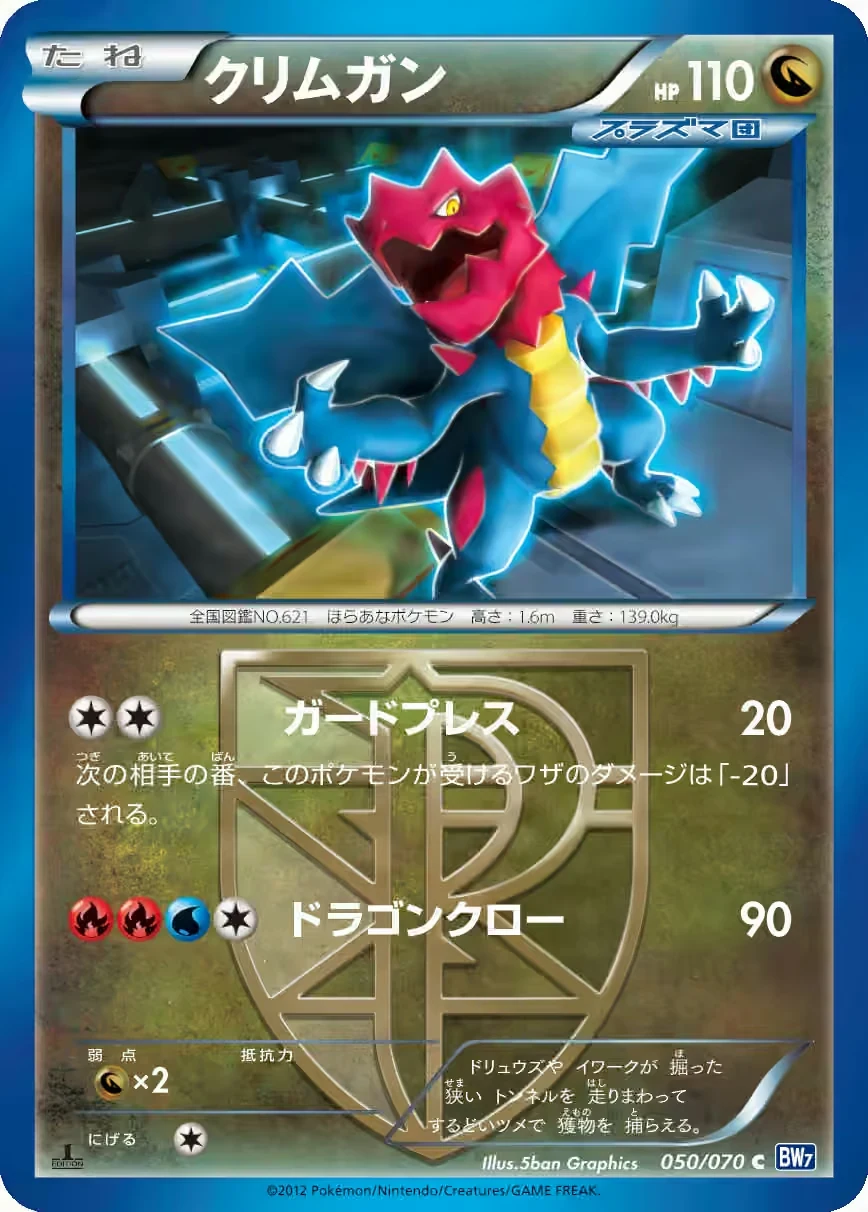 たね クリムガン HP 110
プラズマ団
全国図鑑NO.621 ほらあなポケモン 高さ：1.6m 重さ：139.0kg
ガードプレス 20
次の相手の番、このポケモンが受けるワザのダメージは「-20」
される。
ドラゴンクロー 90
弱点 抵抗力
×2
にげる
ドリュウズや イワークが 掘った
狭い トンネルを 走りまわって
するどいツメで 獲物を 捕らえる。
1 EDITION
Illus.5ban Graphics 050/070 C BW7
©2012 Pokémon/Nintendo/Creatures/GAME FREAK.